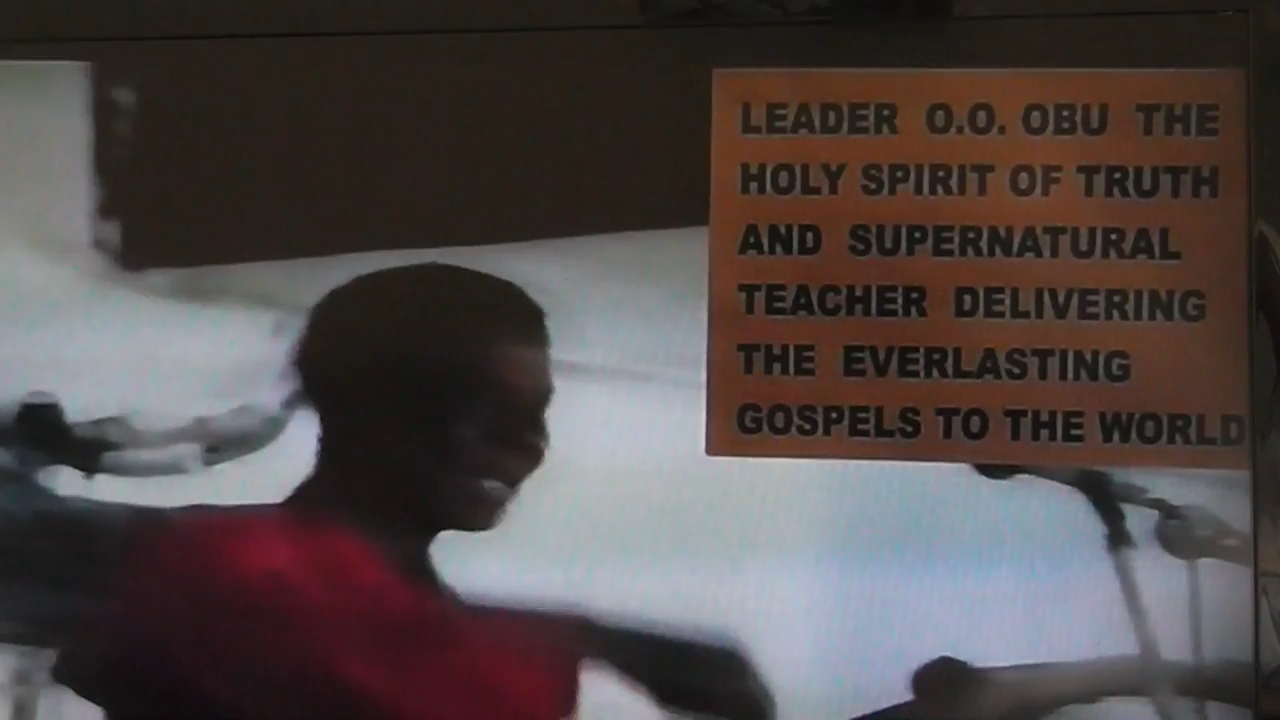 LEADER O.O. OBU THE
HOLY SPIRIT OF TRUTH
AND SUPERNATURAL
TEACHER DELIVERING
THE EVERLASTING
GOSPELS TO THE WORLD